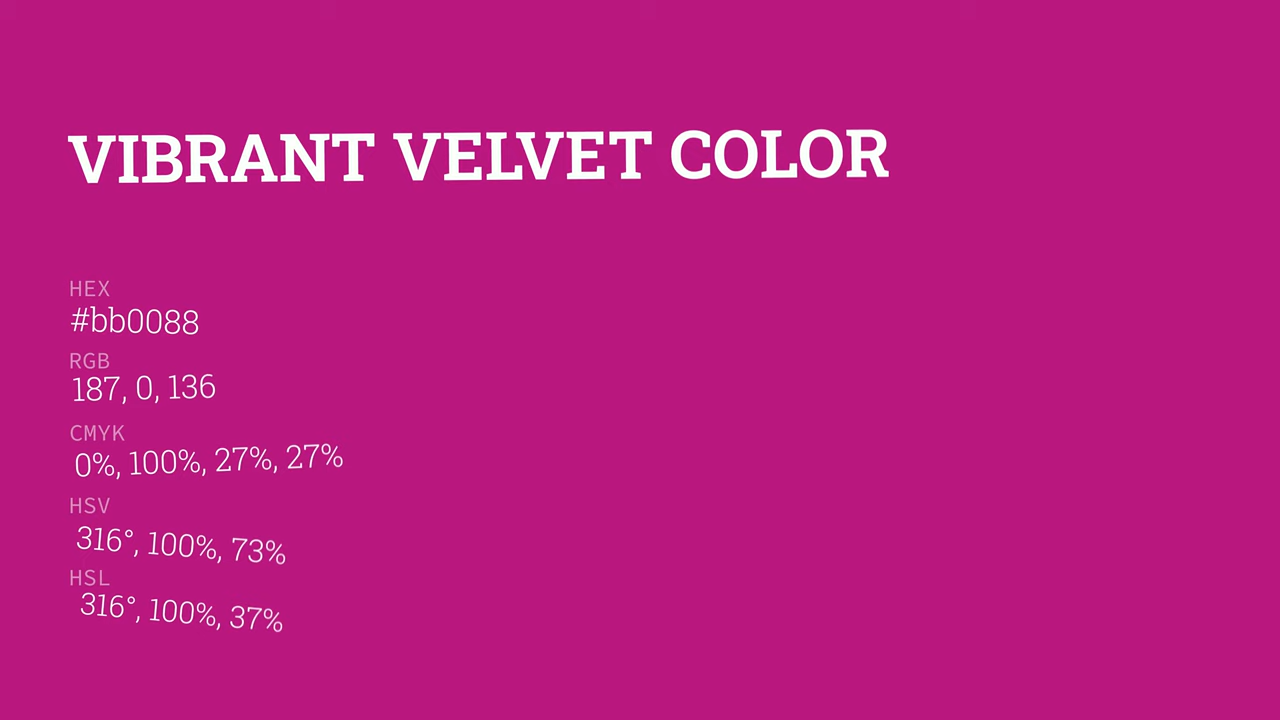 VIBRANT VELVET COLOR
HEX
#bb0088
RGB
187, 0, 136
CMYK
0%, 100%, 27%, 27%
HSV
316°, 100%, 73%
HSL
316°, 100%, 37%